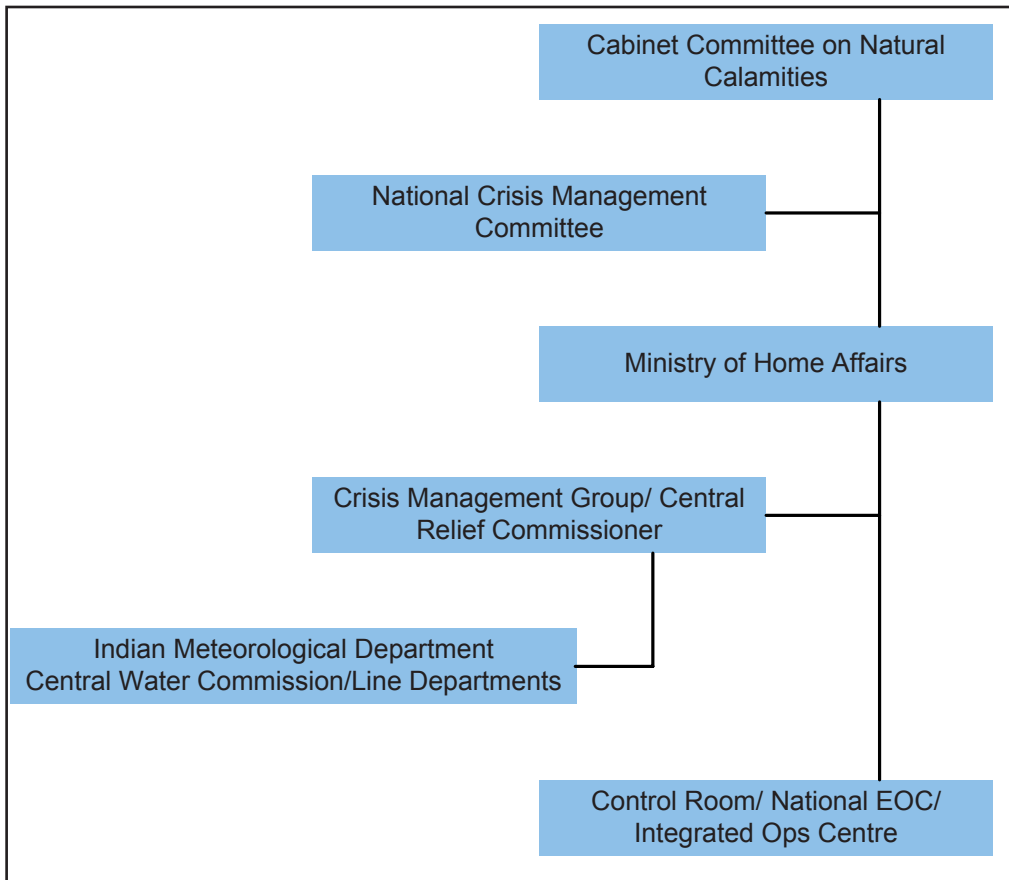 Cabinet Committee on Natural
Calamities
National Crisis Management
Committee
Ministry of Home Affairs
Crisis Management Group/ Central
Relief Commissioner
Indian Meteorological Department
Central Water Commission/Line Departments
Control Room/ National EOC/
Integrated Ops Centre